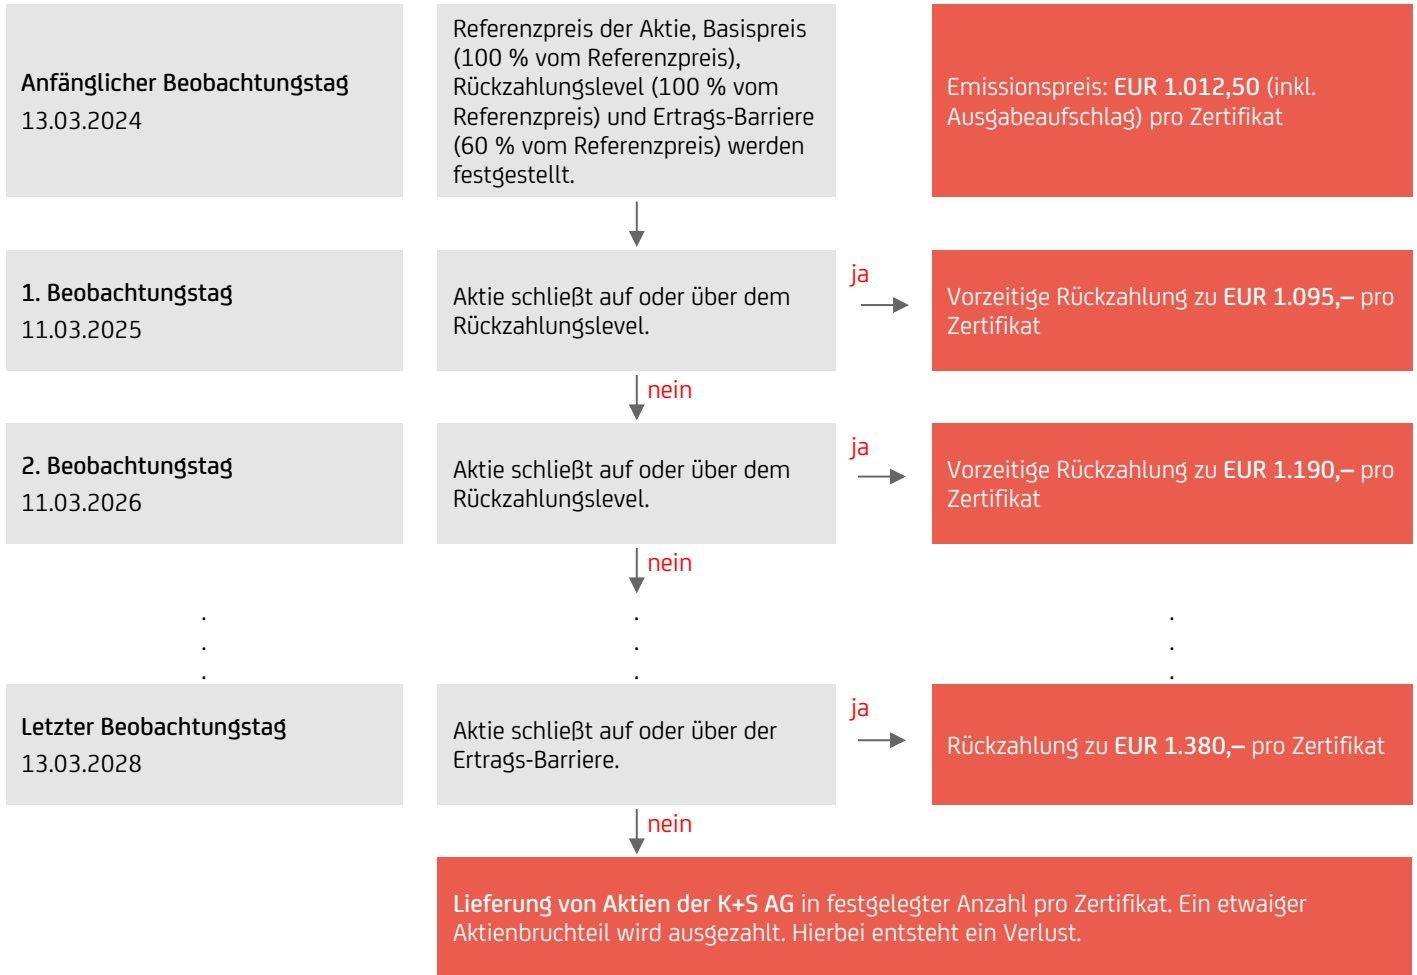 Anfänglicher Beobachtungstag
13.03.2024
Referenzpreis der Aktie, Basispreis
(100 % vom Referenzpreis),
Rückzahlungslevel (100 % vom
Referenzpreis) und Ertrags-Barriere
(60 % vom Referenzpreis) werden
festgestellt.
Emissionspreis: EUR 1.012,50 (inkl.
Ausgabeaufschlag) pro Zertifikat
1. Beobachtungstag
11.03.2025
Aktie schließt auf oder über dem
Rückzahlungslevel.
ja
Vorzeitige Rückzahlung zu EUR 1.095,– pro
Zertifikat
nein
2. Beobachtungstag
11.03.2026
Aktie schließt auf oder über dem
Rückzahlungslevel.
ja
Vorzeitige Rückzahlung zu EUR 1.190,– pro
Zertifikat
nein
. . .
. . .
. . .
Letzter Beobachtungstag
13.03.2028
Aktie schließt auf oder über der
Ertrags-Barriere.
ja
Rückzahlung zu EUR 1.380,– pro Zertifikat
nein
Lieferung von Aktien der K+S AG in festgelegter Anzahl pro Zertifikat. Ein etwaiger
Aktienbruchteil wird ausgezahlt. Hierbei entsteht ein Verlust.